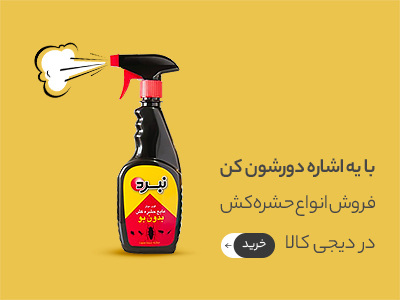 با یه اشاره دورشون کن
فروش انواع حشره‌کش
در دیجی کالا
خرید
نبرد
مایع حشره کش
بدون بو